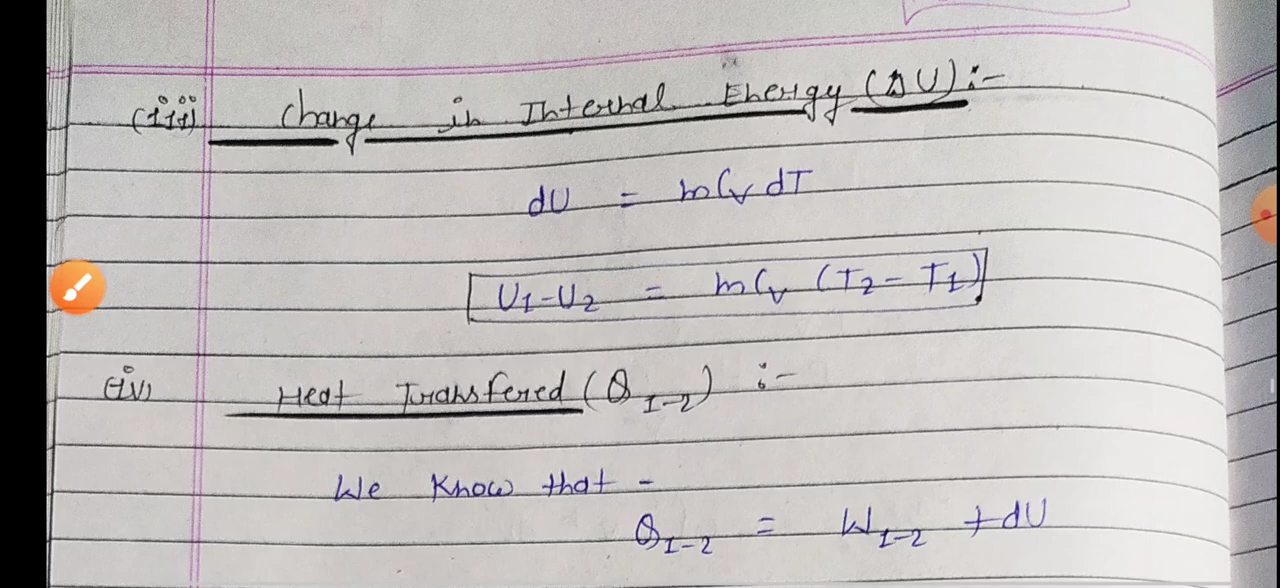 (iii) Change in Internal Energy (ΔU):-
dU = mCv dT
U1-U2 = mCv (T2-T1)
(iv) Heat Transfered (Q1-2) :-
We Know that -
Q1-2 = W1-2 + dU